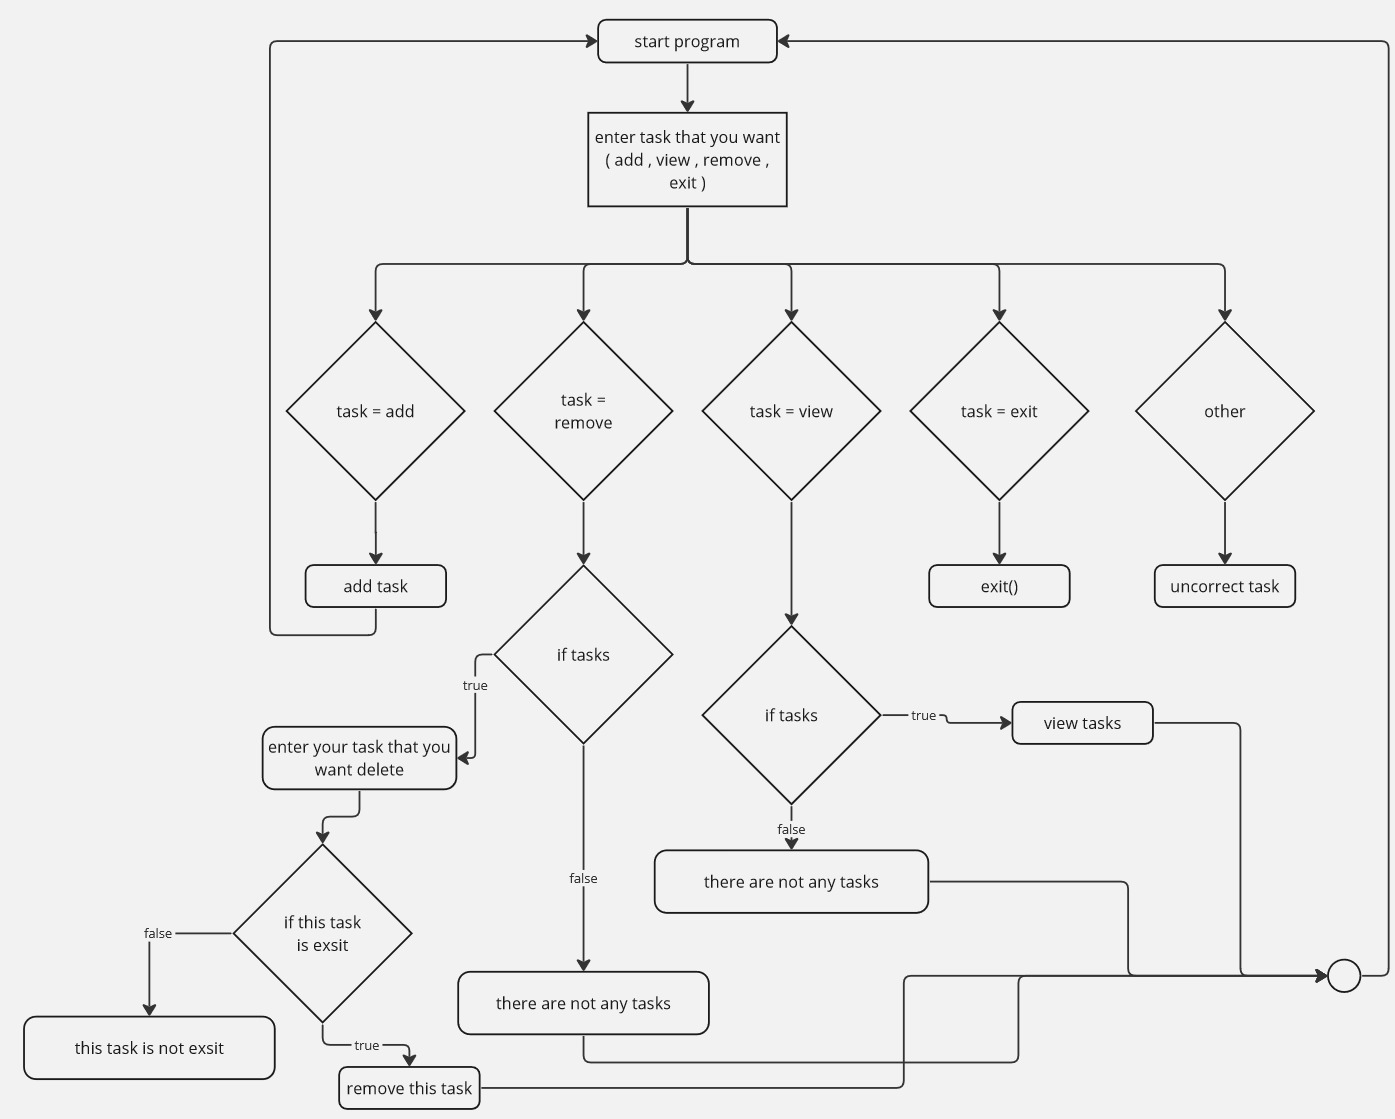 start program
enter task that you want
( add , view , remove ,
exit )
task = add
task =
remove
task = view
task = exit
other
add task
exit()
uncorrect task
if tasks
true
if tasks
true
view tasks
enter your task that you
want delete
false
false
there are not any tasks
if this task
is exsit
false
there are not any tasks
this task is not exsit
true
remove this task